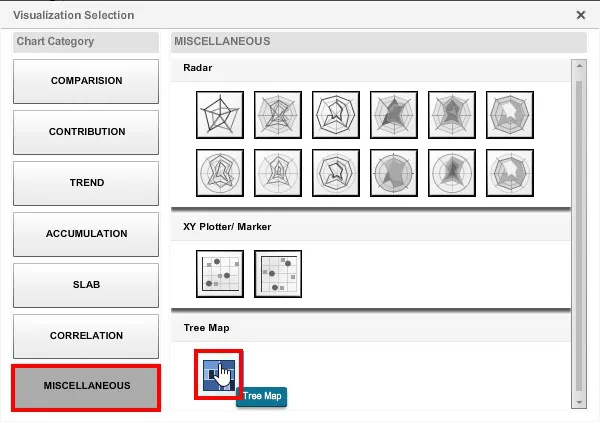 Visualization Selection
Chart Category
MISCELLANEOUS
COMPARISION
CONTRIBUTION
TREND
ACCUMULATION
SLAB
CORRELATION
MISCELLANEOUS
Radar
XY Plotter/ Marker
Tree Map
Tree Map